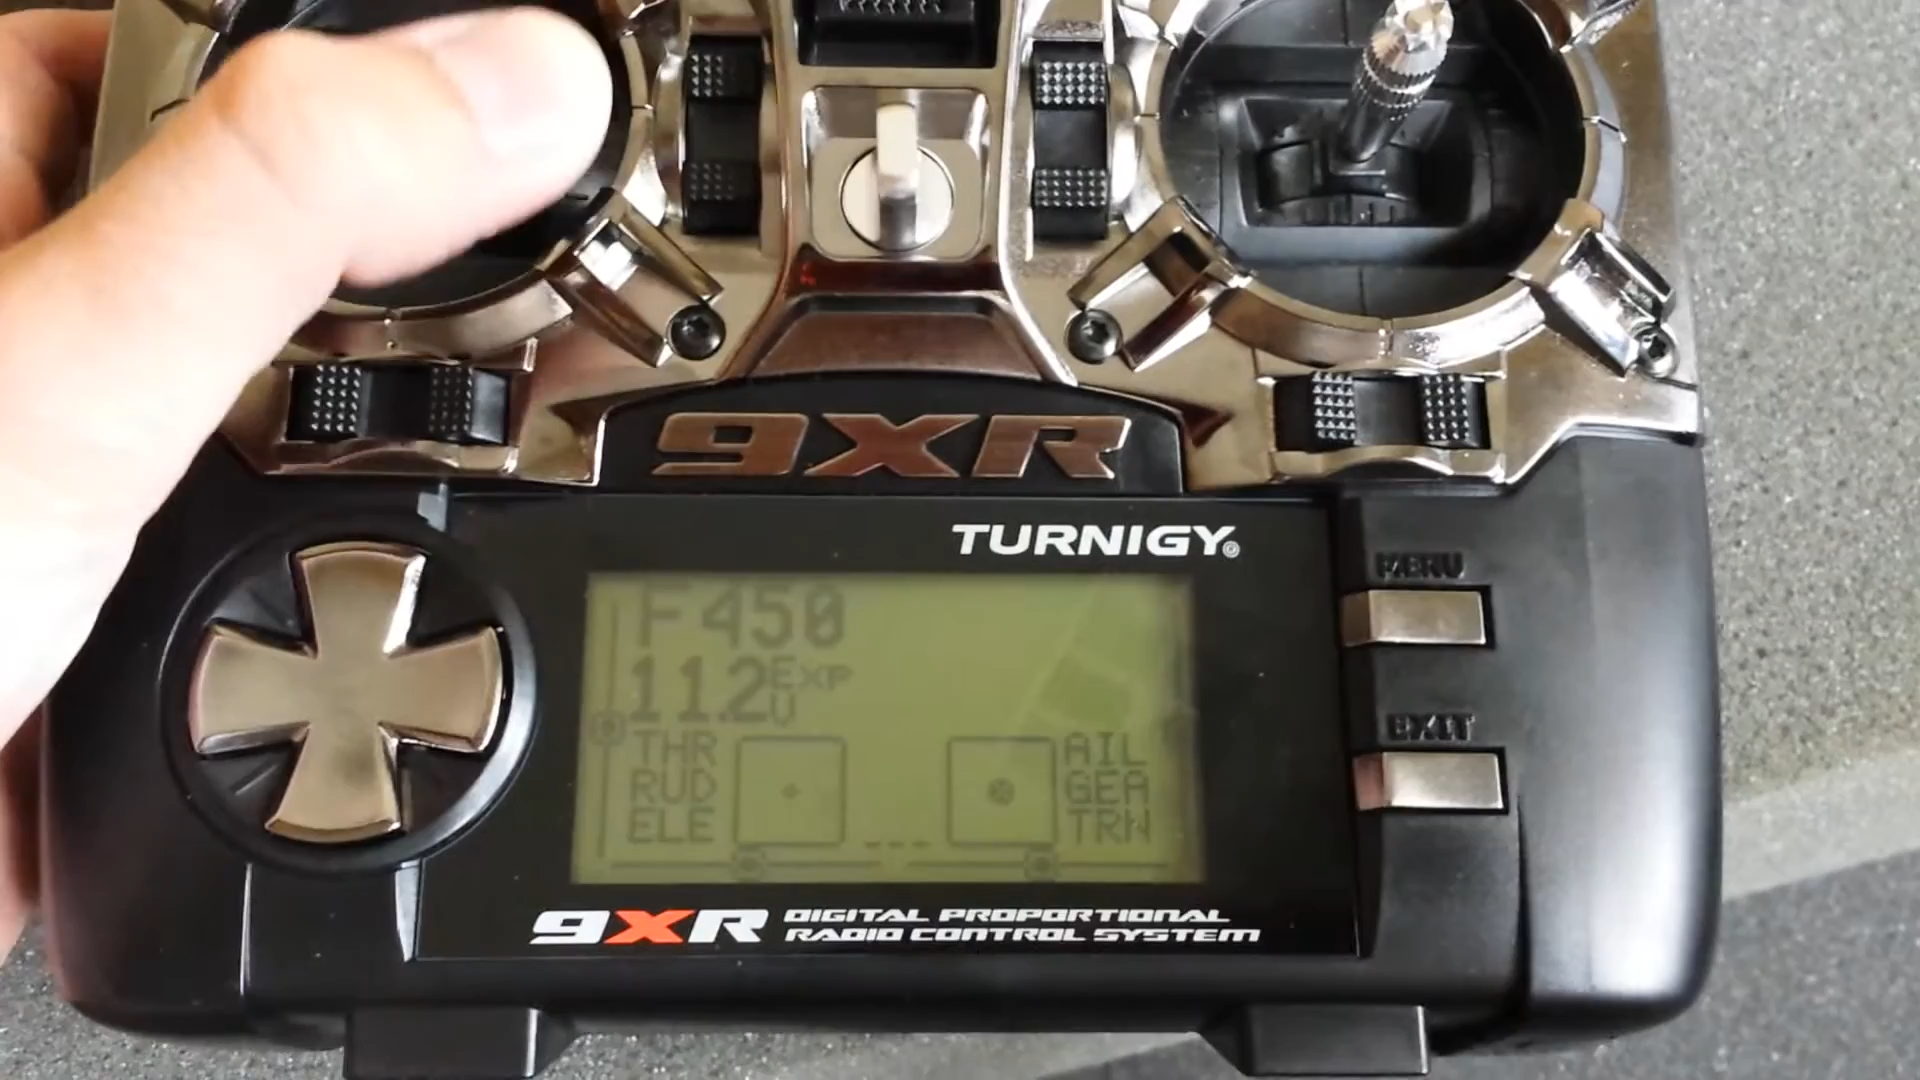 9XR
TURNIGY
MENU
F450
11.2V Exp
EXIT
THR
RUD
ELE
AIL
GEA
TRN
9XR DIGITAL PROPORTIONAL
RADIO CONTROL SYSTEM